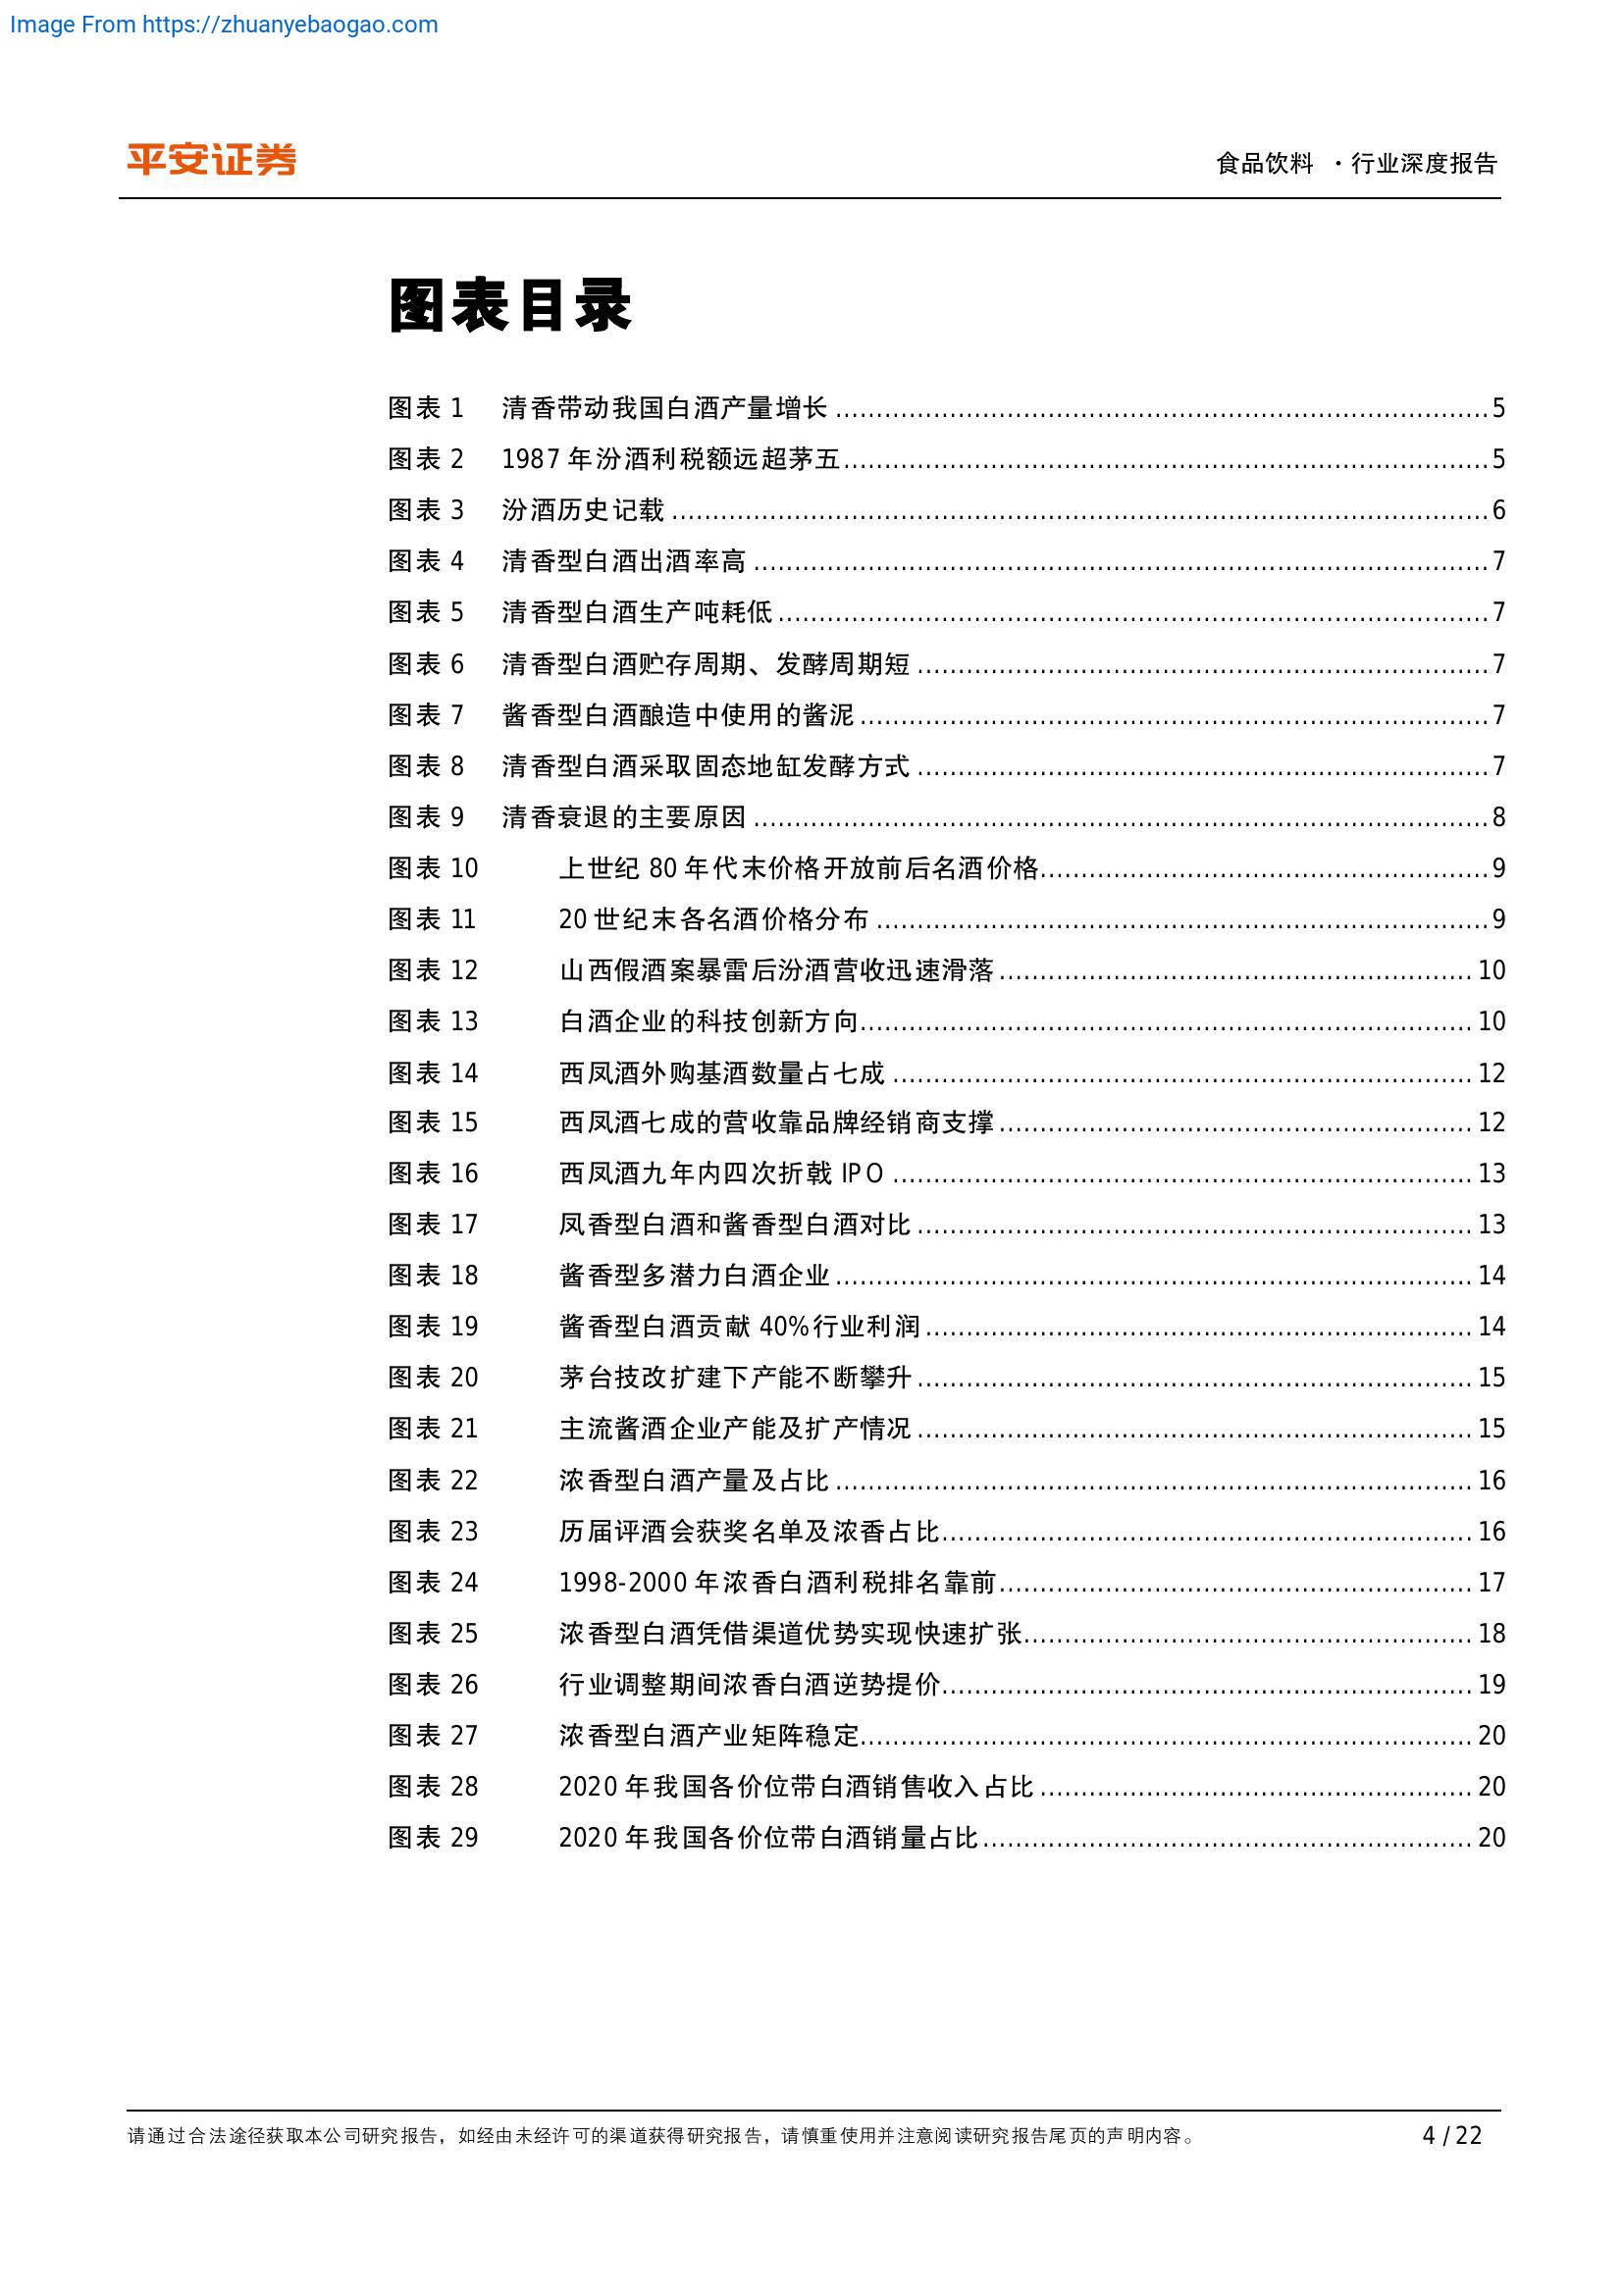 Image From https://zhuanyebaogao.com
平安证券
食品饮料 ·行业深度报告
图表目录
图表 1 清香带动我国白酒产量增长 5
图表 2 1987 年汾酒利税额远超茅五 5
图表 3 汾酒历史记载 6
图表 4 清香型白酒出酒率高 7
图表 5 清香型白酒生产吨耗低 7
图表 6 清香型白酒贮存周期、发酵周期短 7
图表 7 酱香型白酒酿造中使用的酱泥 7
图表 8 清香型白酒采取固态地缸发酵方式 7
图表 9 清香衰退的主要原因 8
图表 10 上世纪 80 年代末价格开放前后名酒价格 9
图表 11 20 世纪末各名酒价格分布 9
图表 12 山西假酒案暴雷后汾酒营收迅速滑落 10
图表 13 白酒企业的科技创新方向 10
图表 14 西凤酒外购基酒数量占七成 12
图表 15 西凤酒七成的营收靠品牌经销商支撑 12
图表 16 西凤酒九年内四次折戟 IPO 13
图表 17 凤香型白酒和酱香型白酒对比 13
图表 18 酱香型多潜力白酒企业 14
图表 19 酱香型白酒贡献 40%行业利润 14
图表 20 茅台技改扩建下产能不断攀升 15
图表 21 主流酱酒企业产能及扩产情况 15
图表 22 浓香型白酒产量及占比 16
图表 23 历届评酒会获奖名单及浓香占比 16
图表 24 1998-2000 年浓香白酒利税排名靠前 17
图表 25 浓香型白酒凭借渠道优势实现快速扩张 18
图表 26 行业调整期间浓香白酒逆势提价 19
图表 27 浓香型白酒产业矩阵稳定 20
图表 28 2020 年我国各价位带白酒销售收入占比 20
图表 29 2020 年我国各价位带白酒销量占比 20
请通过合法途径获取本公司研究报告，如经由未经许可的渠道获得研究报告，请慎重使用并注意阅读研究报告尾页的声明内容。 4 / 22